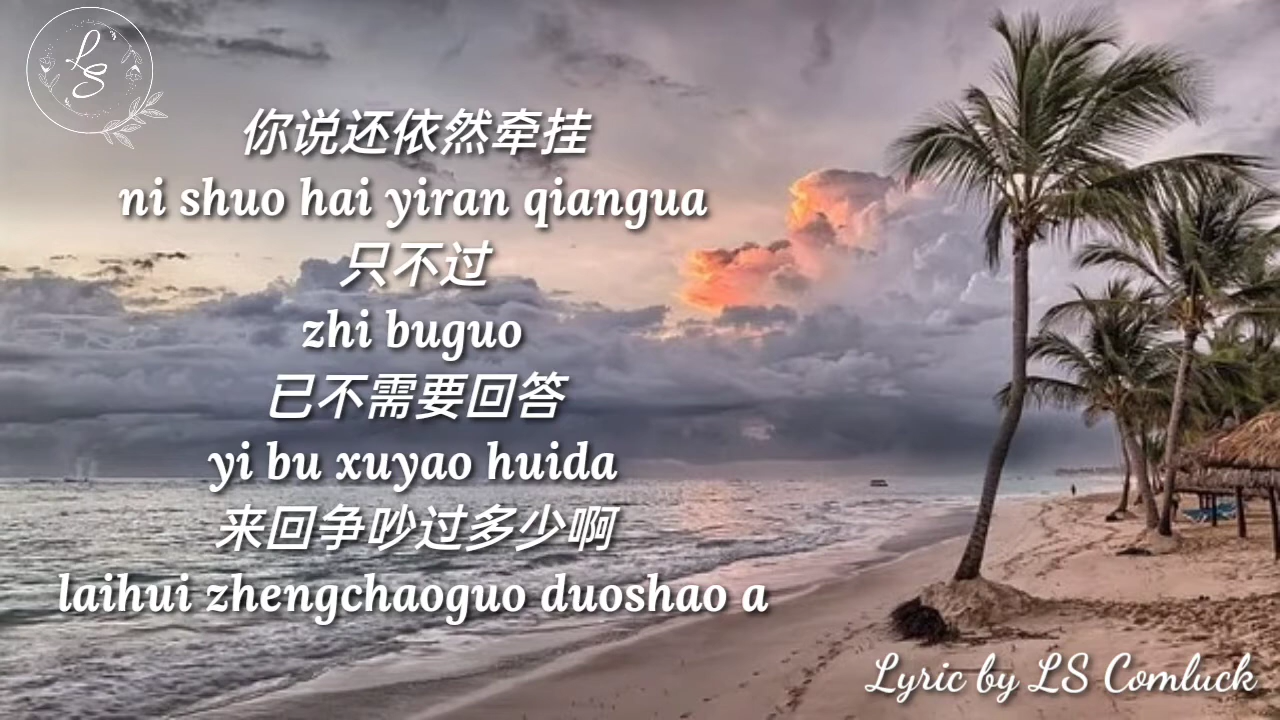 LS
你说还依然牵挂
ni shuo hai yiran qiangua
只不过
zhi buguo
已不需要回答
yi bu xuyao huida
来回争吵过多少啊
laihui zhengchaoguo duoshao a
Lyric by LS Comluck